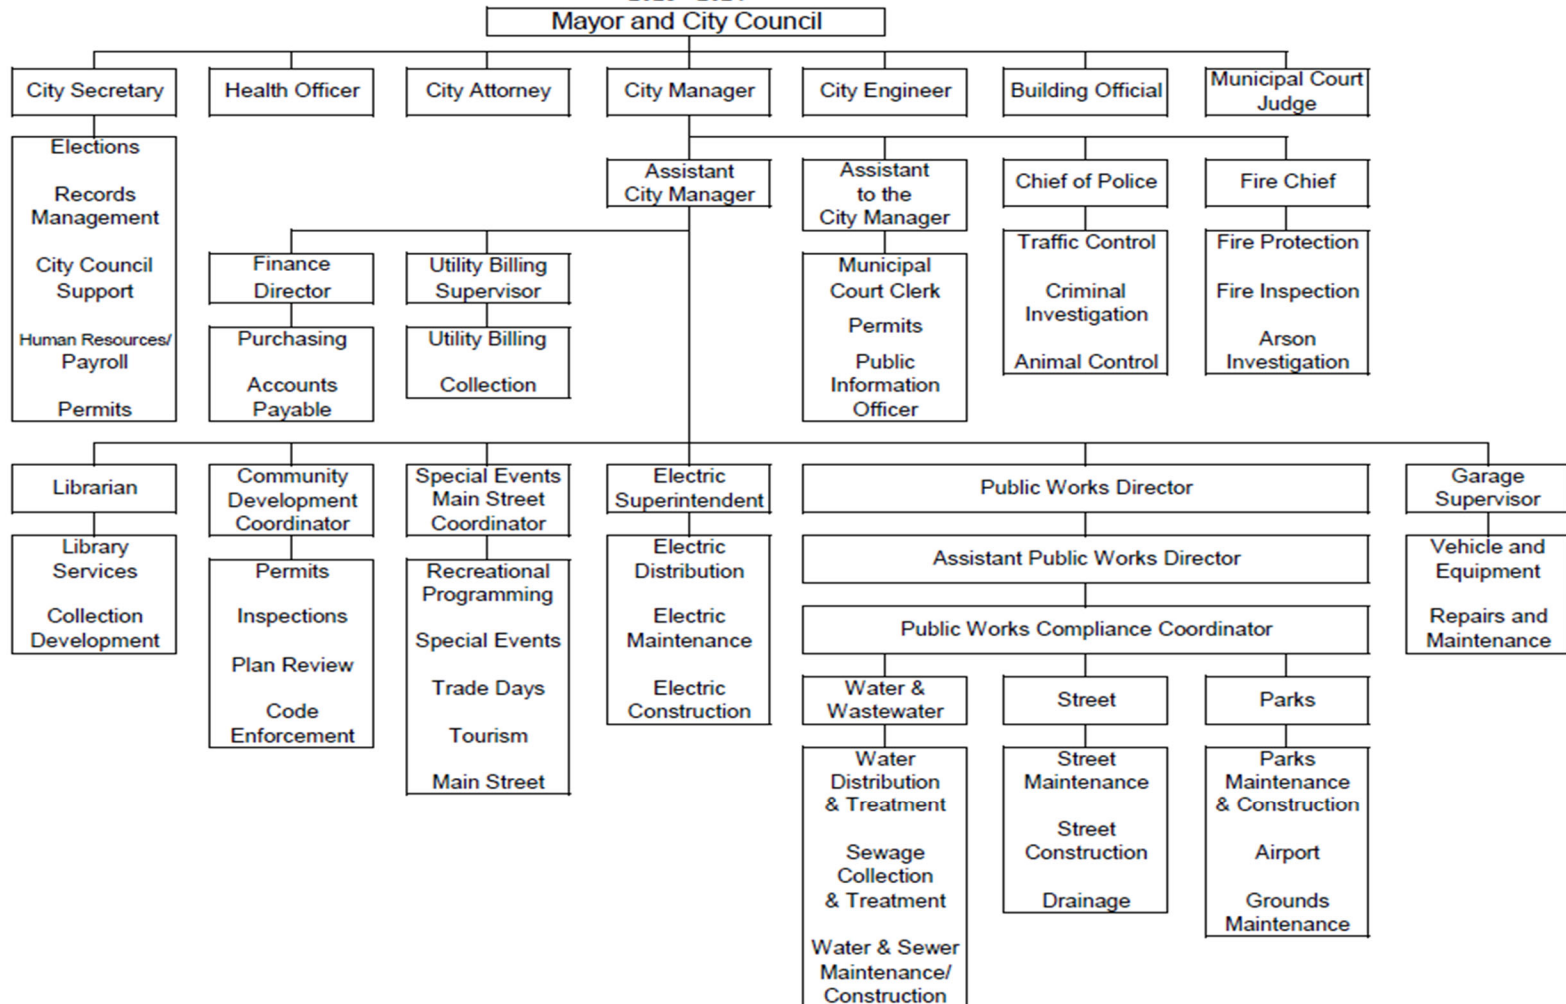 Mayor and City Council
City Secretary
Health Officer
City Attorney
City Manager
City Engineer
Building Official
Municipal Court
Judge
Elections
Records
Management
City Council
Support
Human Resources/
Payroll
Permits
Assistant
City Manager
Assistant
to the
City Manager
Chief of Police
Fire Chief
Finance
Director
Utility Billing
Supervisor
Municipal
Court Clerk
Permits
Public
Information
Officer
Traffic Control
Criminal
Investigation
Animal Control
Fire Protection
Fire Inspection
Arson
Investigation
Purchasing
Accounts
Payable
Utility Billing
Collection
Librarian
Community
Development
Coordinator
Special Events
Main Street
Coordinator
Electric
Superintendent
Public Works Director
Garage
Supervisor
Library
Services
Collection
Development
Permits
Inspections
Plan Review
Code
Enforcement
Recreational
Programming
Special Events
Trade Days
Tourism
Main Street
Electric
Distribution
Electric
Maintenance
Electric
Construction
Assistant Public Works Director
Public Works Compliance Coordinator
Vehicle and
Equipment
Repairs and
Maintenance
Water &
Wastewater
Street
Parks
Water
Distribution
& Treatment
Sewage
Collection
& Treatment
Water & Sewer
Maintenance/
Construction
Street
Maintenance
Street
Construction
Drainage
Parks
Maintenance
& Construction
Airport
Grounds
Maintenance